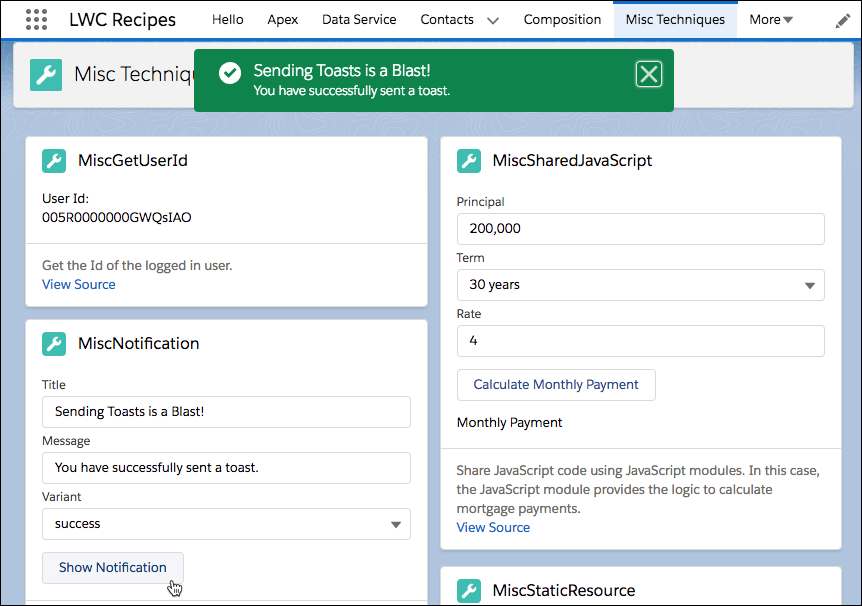 LWC Recipes
Hello
Apex
Data Service
Contacts
Composition
Misc Techniques
More
Misc Techniq
Sending Toasts is a Blast!
You have successfully sent a toast.
MiscGetUserId
User Id:
005R0000000GWQsIAO
Get the Id of the logged in user.
View Source
MiscNotification
Title
Sending Toasts is a Blast!
Message
You have successfully sent a toast.
Variant
success
Show Notification
MiscSharedJavaScript
Principal
200,000
Term
30 years
Rate
4
Calculate Monthly Payment
Monthly Payment
Share JavaScript code using JavaScript modules. In this case,
the JavaScript module provides the logic to calculate
mortgage payments.
View Source
MiscStaticResource